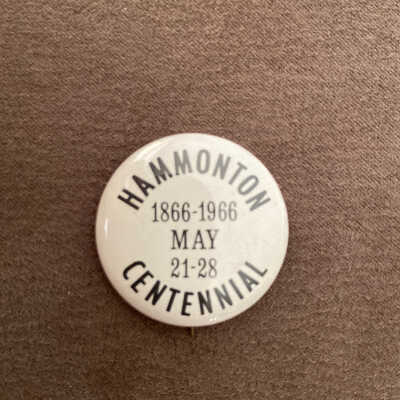 HAMMONTON
1866-1966
MAY
21-28
CENTENNIAL